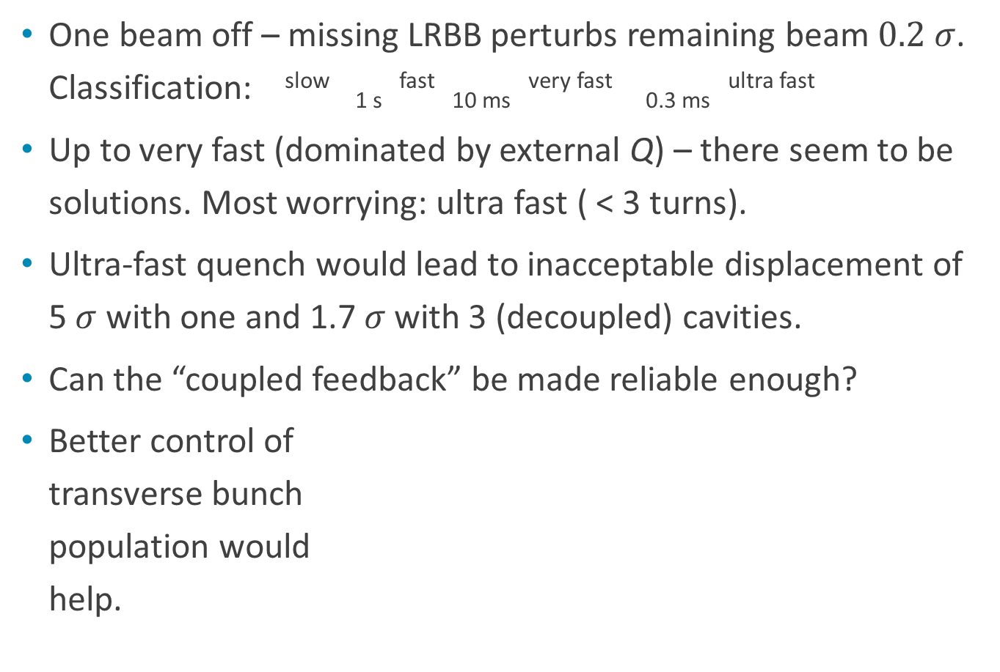 • One beam off – missing LRBB perturbs remaining beam 0.2 σ.
Classification: slow 1 s fast 10 ms very fast 0.3 ms ultra fast
• Up to very fast (dominated by external Q) – there seem to be
solutions. Most worrying: ultra fast ( < 3 turns).
• Ultra-fast quench would lead to inacceptable displacement of
5 σ with one and 1.7 σ with 3 (decoupled) cavities.
• Can the “coupled feedback” be made reliable enough?
• Better control of
transverse bunch
population would
help.